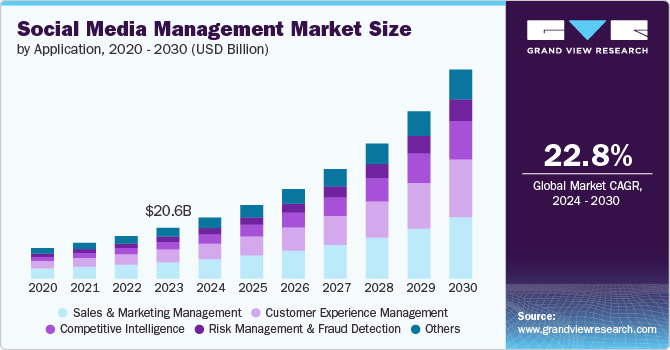 Social Media Management Market Size
by Application, 2020 - 2030 (USD Billion)
$20.6B
2020 2021 2022 2023 2024 2025 2026 2027 2028 2029 2030
Sales & Marketing Management Customer Experience Management
Competitive Intelligence Risk Management & Fraud Detection Others
GRAND VIEW RESEARCH
22.8%
Global Market CAGR,
2024 - 2030
Source:
www.grandviewresearch.com